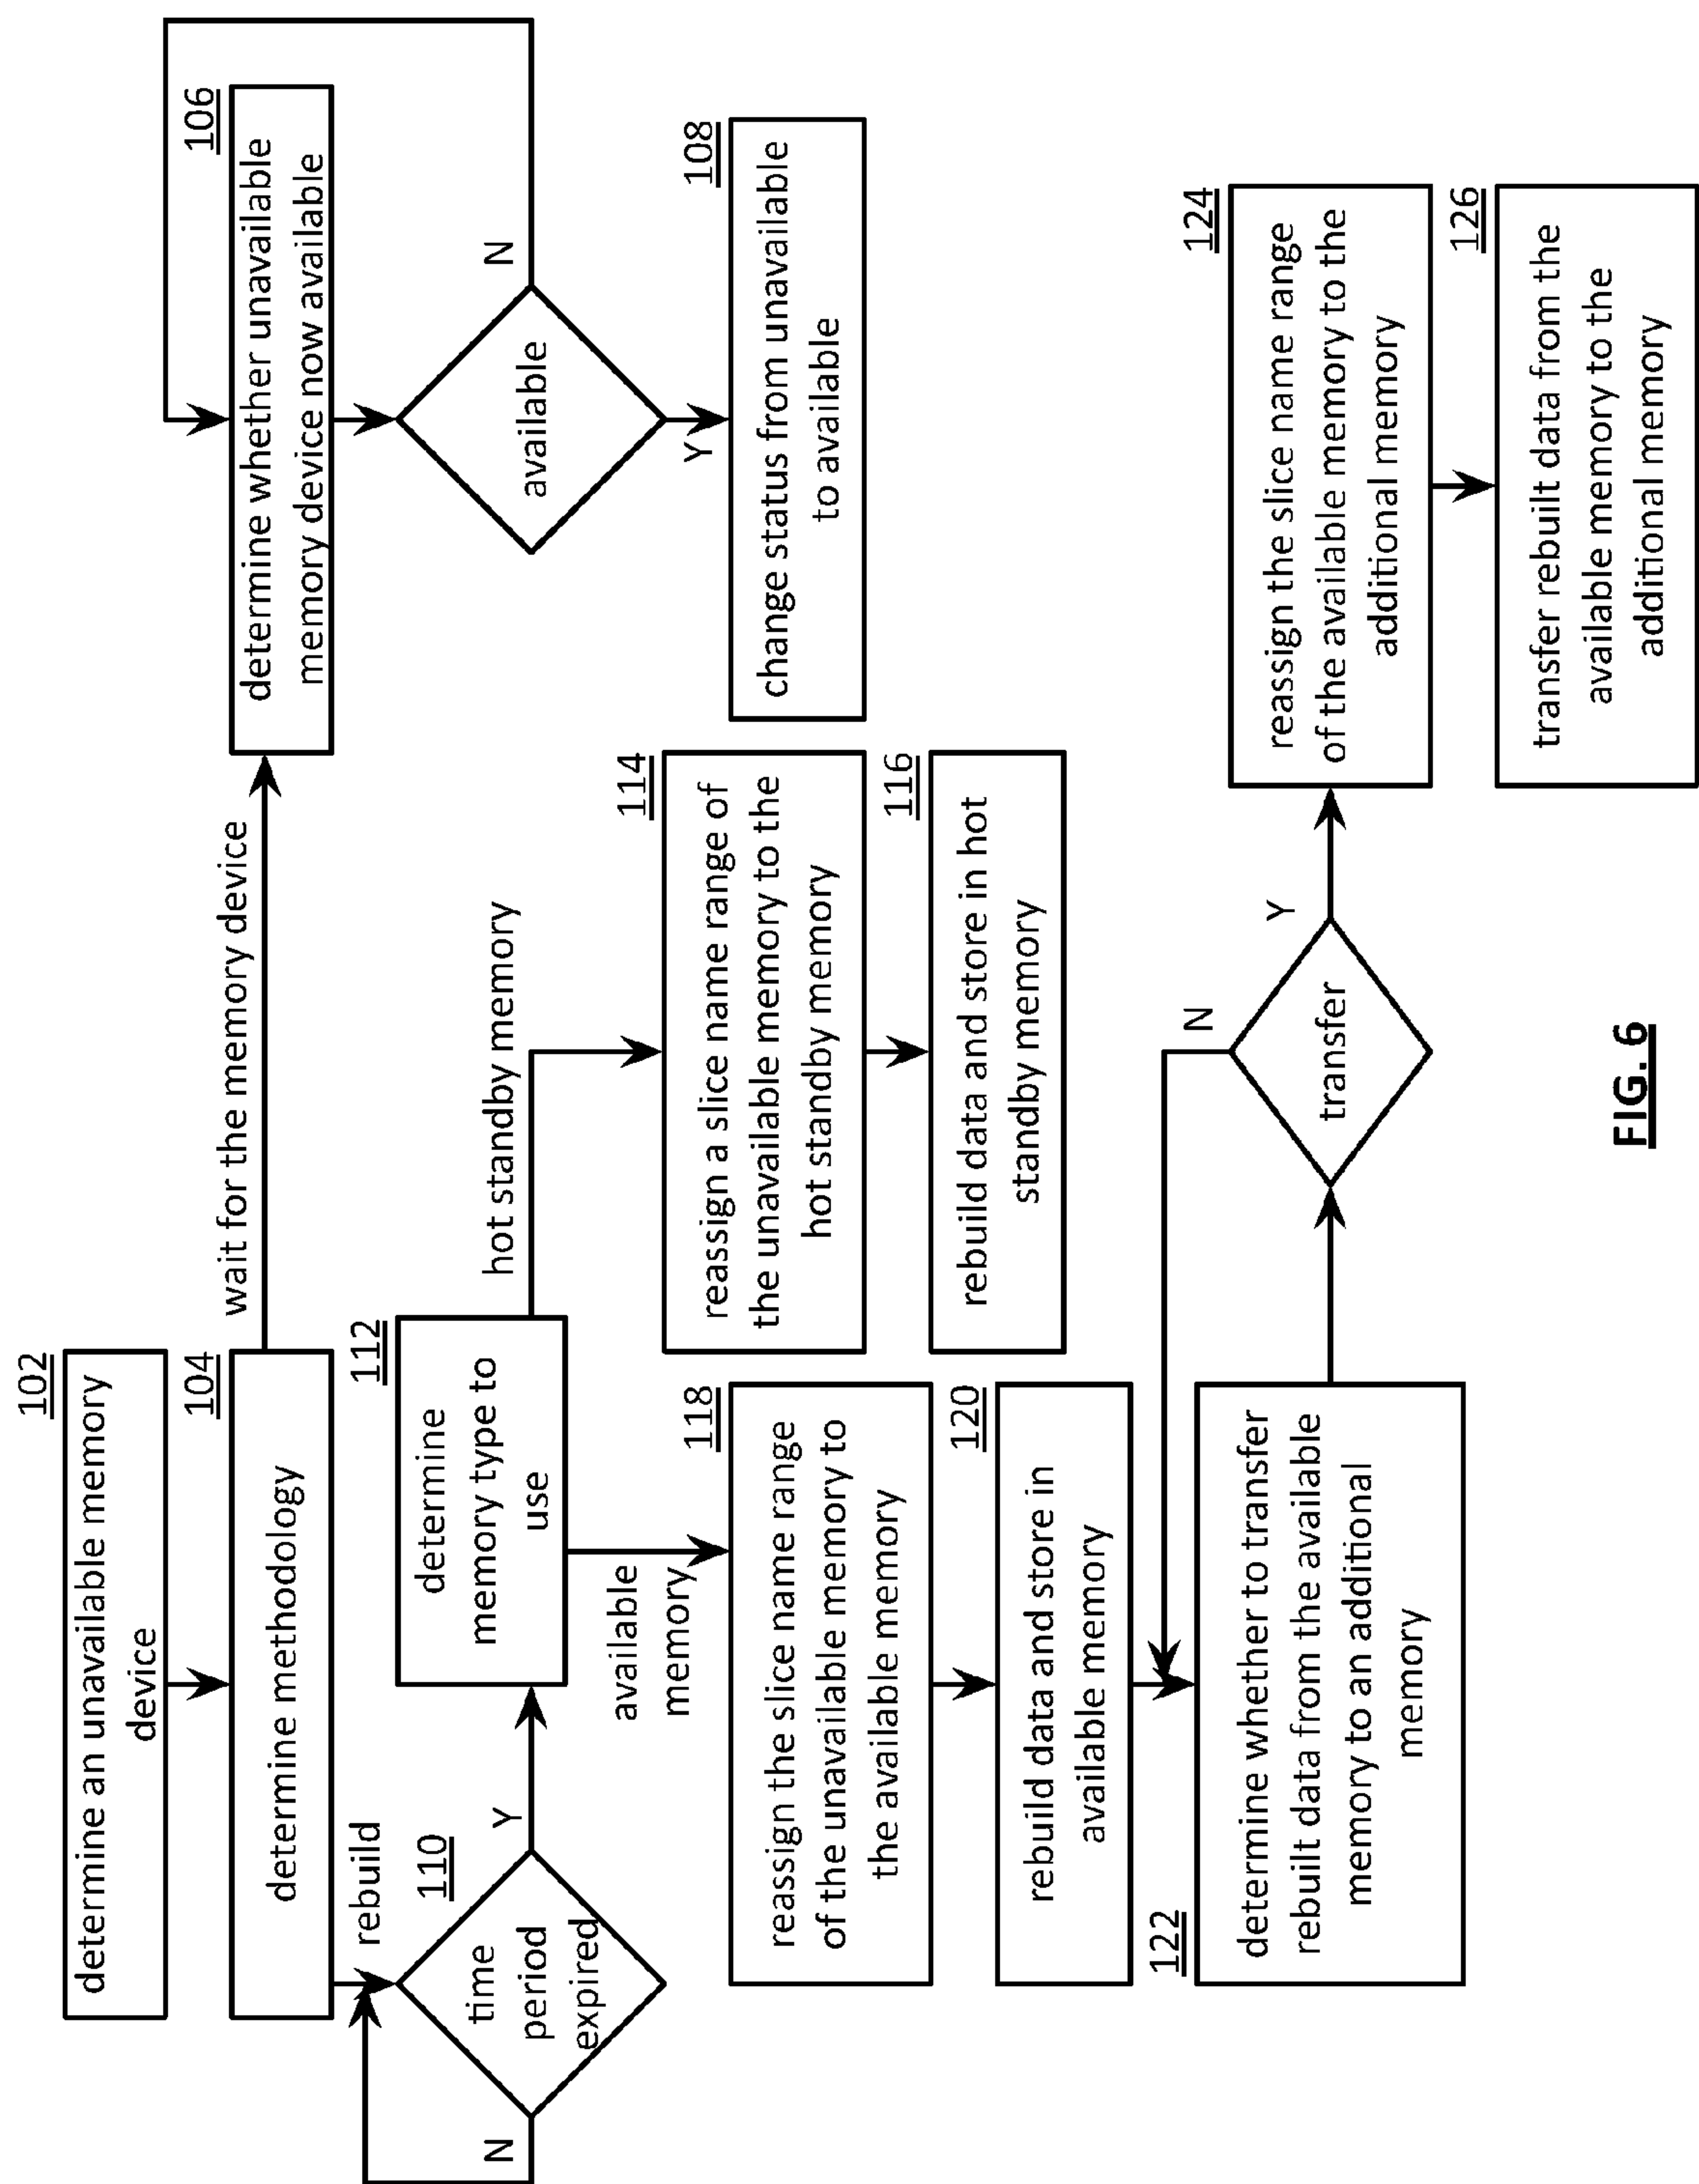 102
determine an unavailable memory
device
104
determine methodology
wait for the memory device
106
determine whether unavailable
memory device now available
available
N
Y
108
change status from unavailable
to available
rebuild
110
time
period
expired
N
Y
112
determine
memory type to
use
hot standby memory
114
reassign a slice name range of
the unavailable memory to the
hot standby memory
116
rebuild data and store in hot
standby memory
available
memory
118
reassign the slice name range
of the unavailable memory to
the available memory
120
rebuild data and store in
available memory
122
determine whether to transfer
rebuilt data from the available
memory to an additional
memory
transfer
N
Y
124
reassign the slice name range
of the available memory to the
additional memory
126
transfer rebuilt data from the
available memory to the
additional memory
FIG. 6